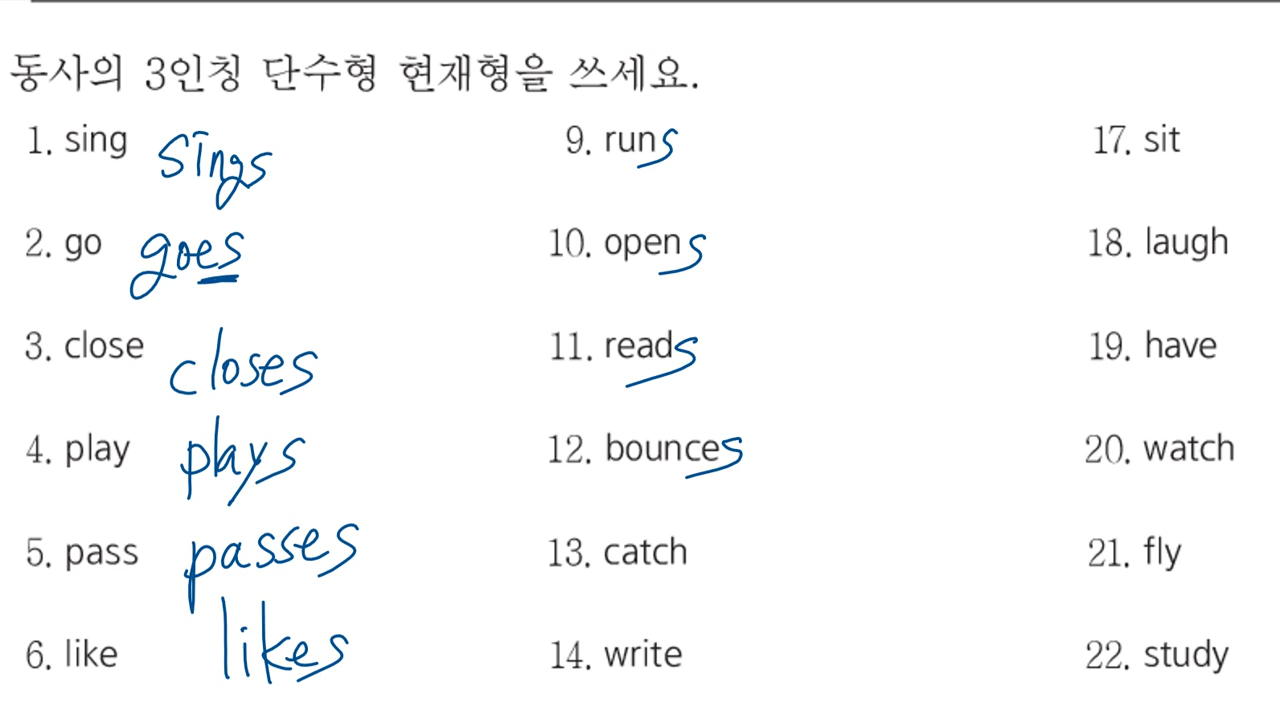 동사의 3인칭 단수형 현재형을 쓰세요.
1. sing sings
2. go goes
3. close closes
4. play plays
5. pass passes
6. like likes
9. runs
10. opens
11. reads
12. bounces
13. catch
14. write
17. sit
18. laugh
19. have
20. watch
21. fly
22. study